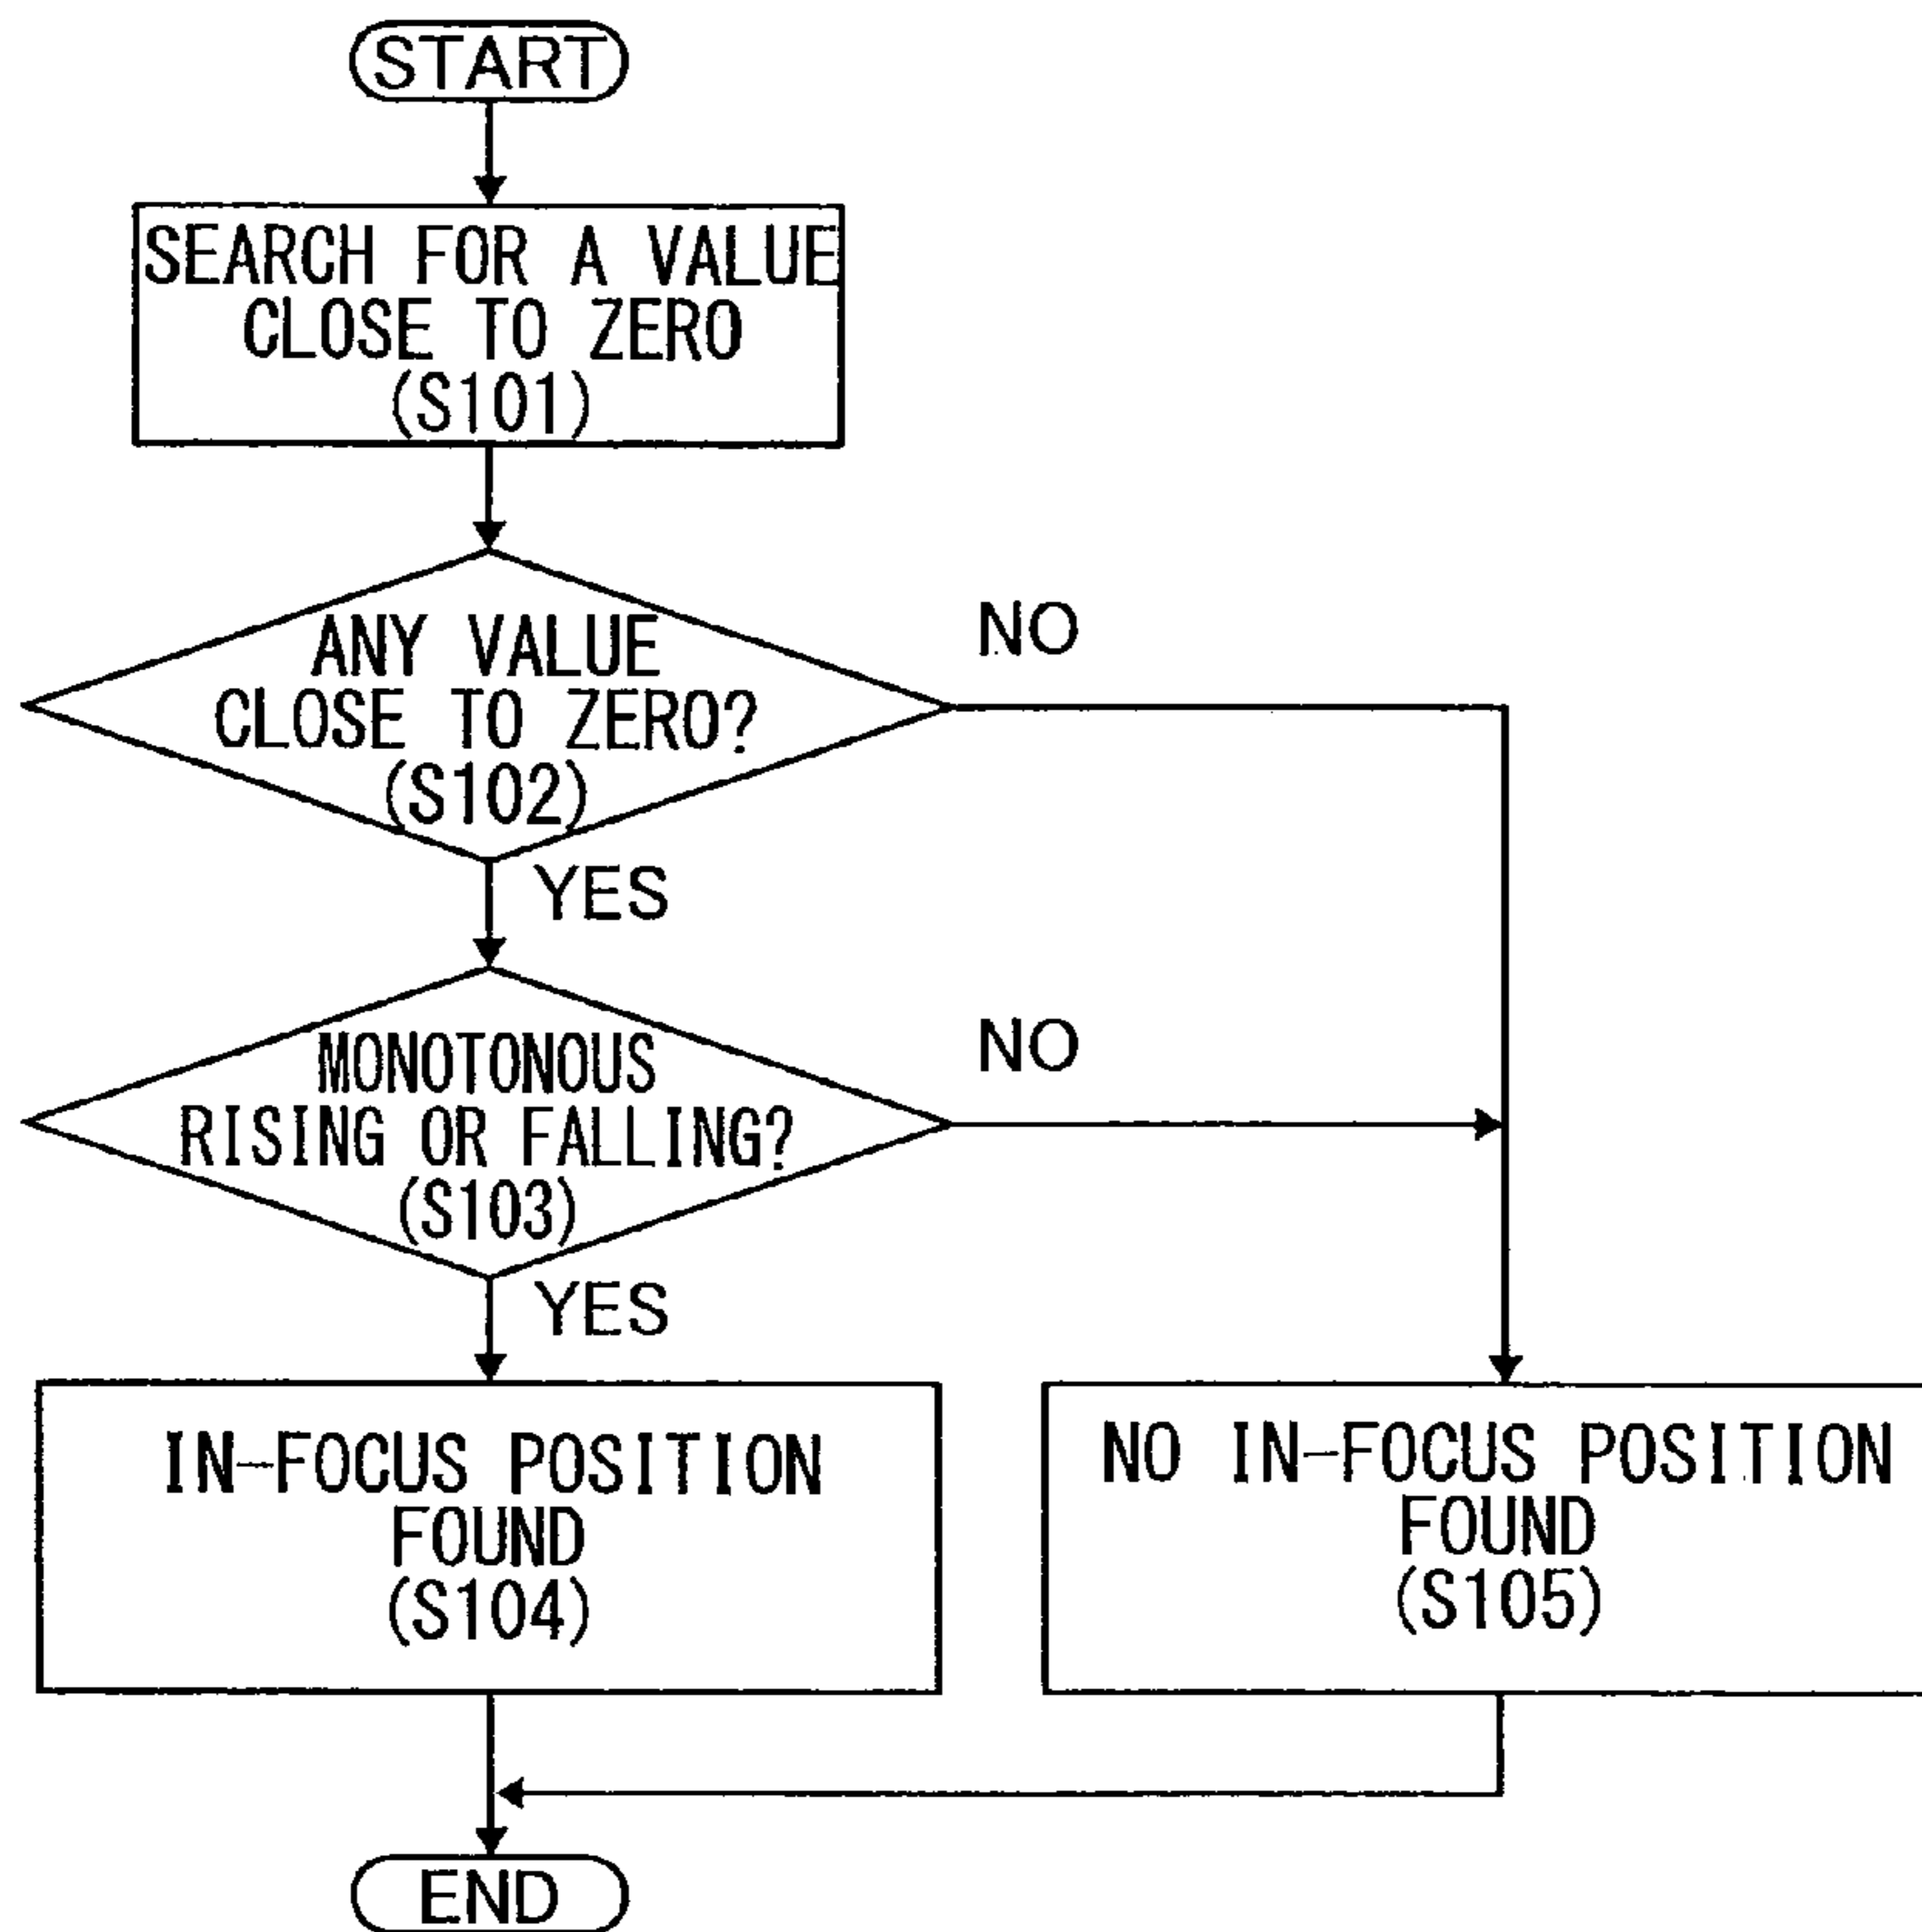 START
SEARCH FOR A VALUE
CLOSE TO ZERO
(S101)
ANY VALUE
CLOSE TO ZERO?
(S102)
NO
YES
MONOTONOUS
RISING OR FALLING?
(S103)
NO
YES
IN-FOCUS POSITION
FOUND
(S104)
NO IN-FOCUS POSITION
FOUND
(S105)
END